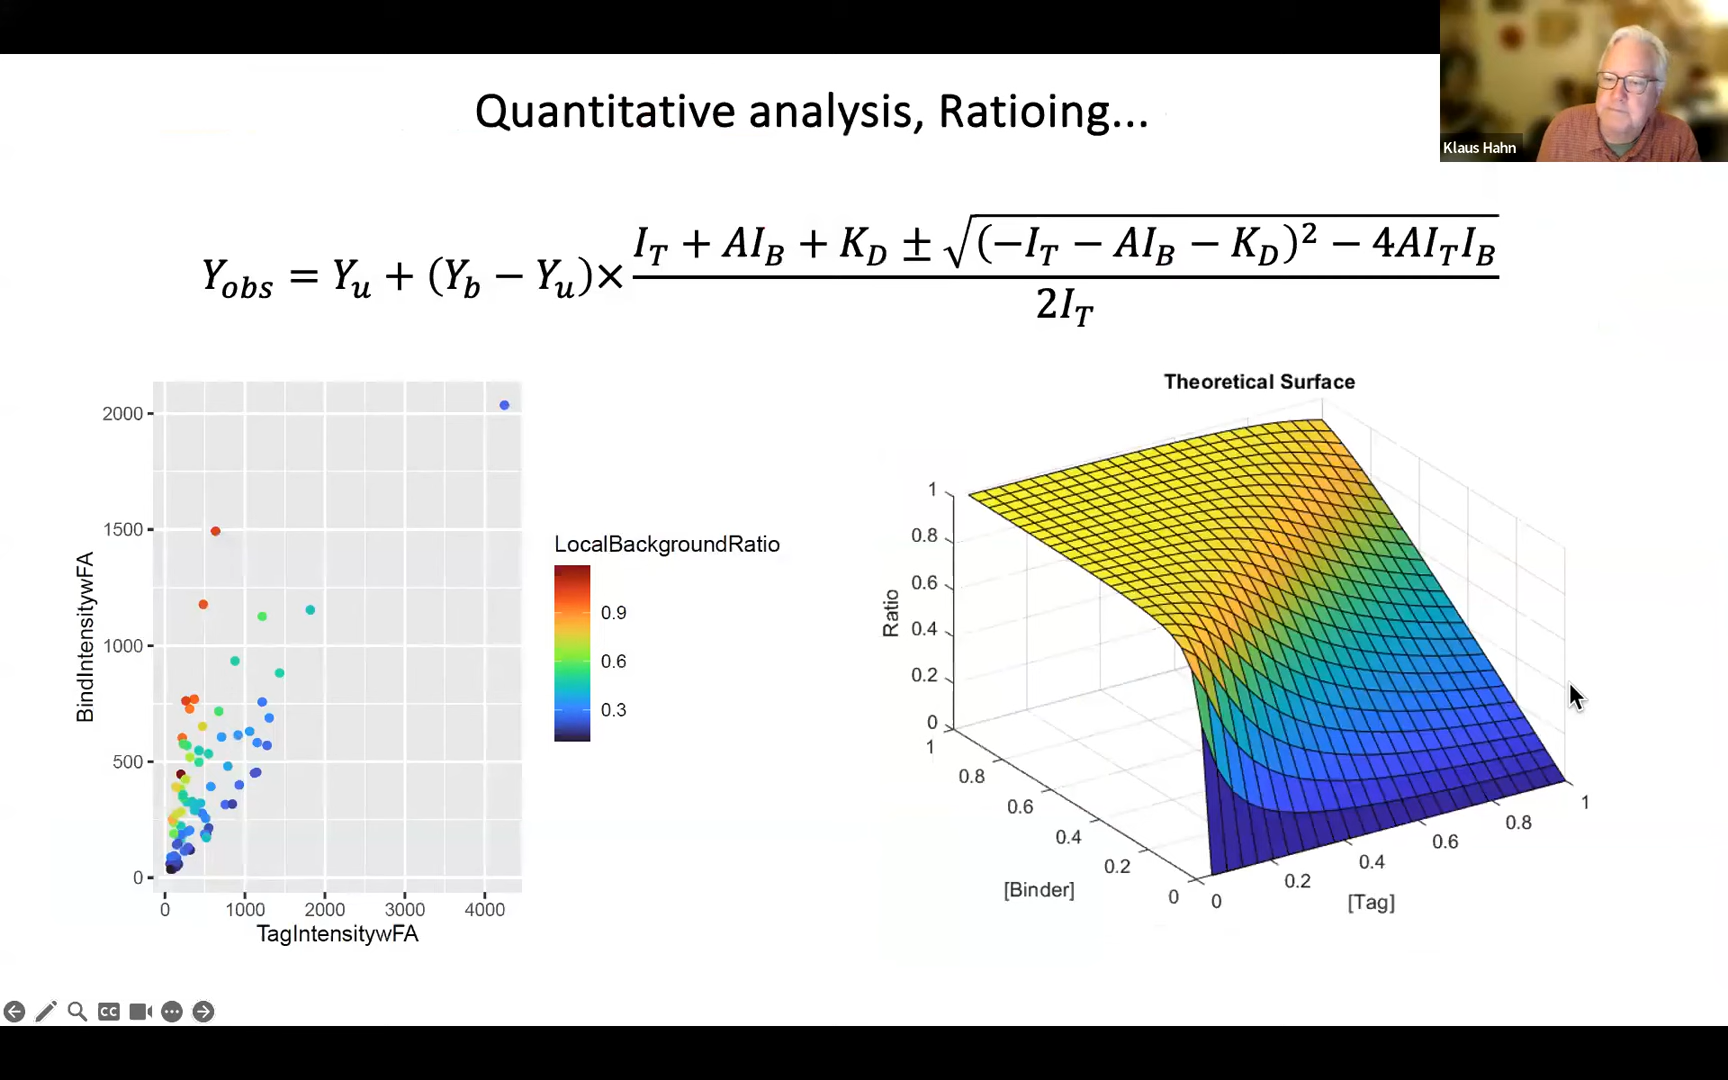 Quantitative analysis, Ratioing...
Klaus Hahn
Y_obs = Y_u + (Y_b − Y_u)× (I_T + AI_B + K_D ± √((−I_T − AI_B − K_D)² − 4AI_TI_B)) / 2I_T
2000
1500
1000
500
0
BindIntensitywFA
0 1000 2000 3000 4000
TagIntensitywFA
LocalBackgroundRatio
0.9
0.6
0.3
Theoretical Surface
1
0.8
0.6
0.4
0.2
0
Ratio
1 0.8 0.6 0.4 0.2 0
[Binder]
0 0.2 0.4 0.6 0.8 1
[Tag]
CC